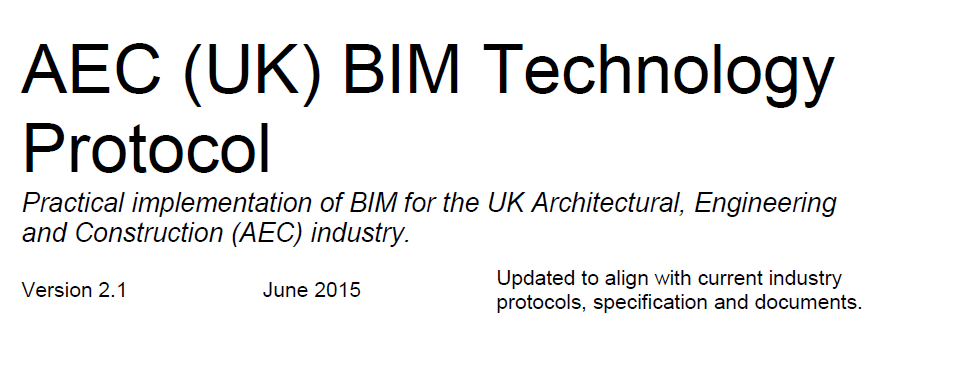 AEC (UK) BIM Technology
Protocol
Practical implementation of BIM for the UK Architectural, Engineering
and Construction (AEC) industry.
Version 2.1
June 2015
Updated to align with current industry
protocols, specification and documents.